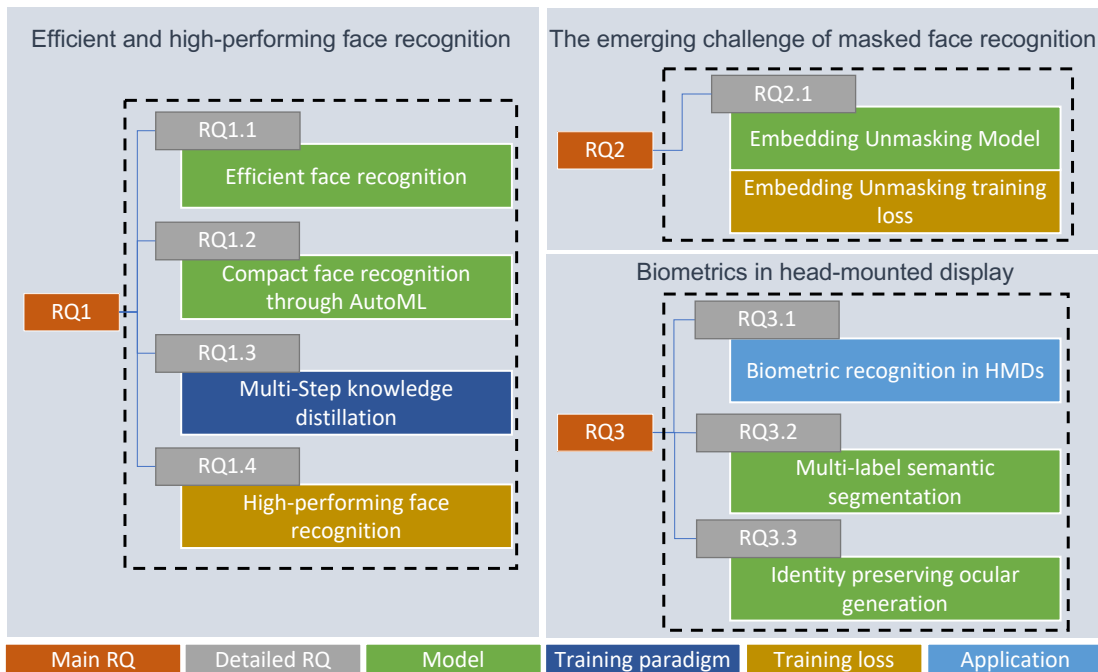 Efficient and high-performing face recognition
RQ1
RQ1.1
Efficient face recognition
RQ1.2
Compact face recognition
through AutoML
RQ1.3
Multi-Step knowledge
distillation
RQ1.4
High-performing face
recognition
The emerging challenge of masked face recognition
RQ2
RQ2.1
Embedding Unmasking Model
Embedding Unmasking training
loss
Biometrics in head-mounted display
RQ3
RQ3.1
Biometric recognition in HMDs
RQ3.2
Multi-label semantic
segmentation
RQ3.3
Identity preserving ocular
generation
Main RQ
Detailed RQ
Model
Training paradigm
Training loss
Application